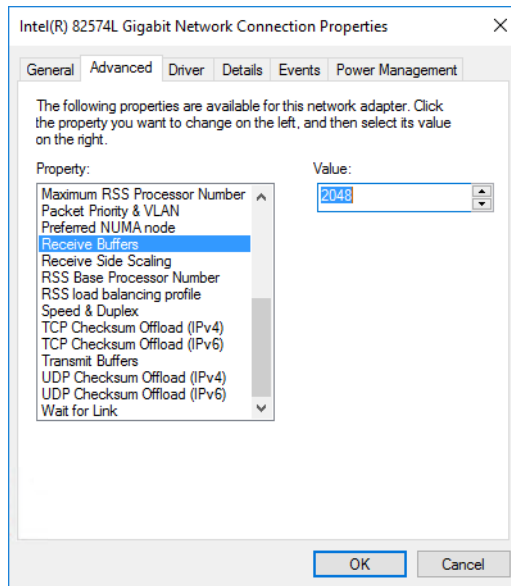 Intel(R) 82574L Gigabit Network Connection Properties
General Advanced Driver Details Events Power Management
The following properties are available for this network adapter. Click
the property you want to change on the left, and then select its value
on the right.
Property:
Value:
Maximum RSS Processor Number
Packet Priority & VLAN
Preferred NUMA node
Receive Buffers
Receive Side Scaling
RSS Base Processor Number
RSS load balancing profile
Speed & Duplex
TCP Checksum Offload (IPv4)
TCP Checksum Offload (IPv6)
Transmit Buffers
UDP Checksum Offload (IPv4)
UDP Checksum Offload (IPv6)
Wait for Link
2048
OK Cancel